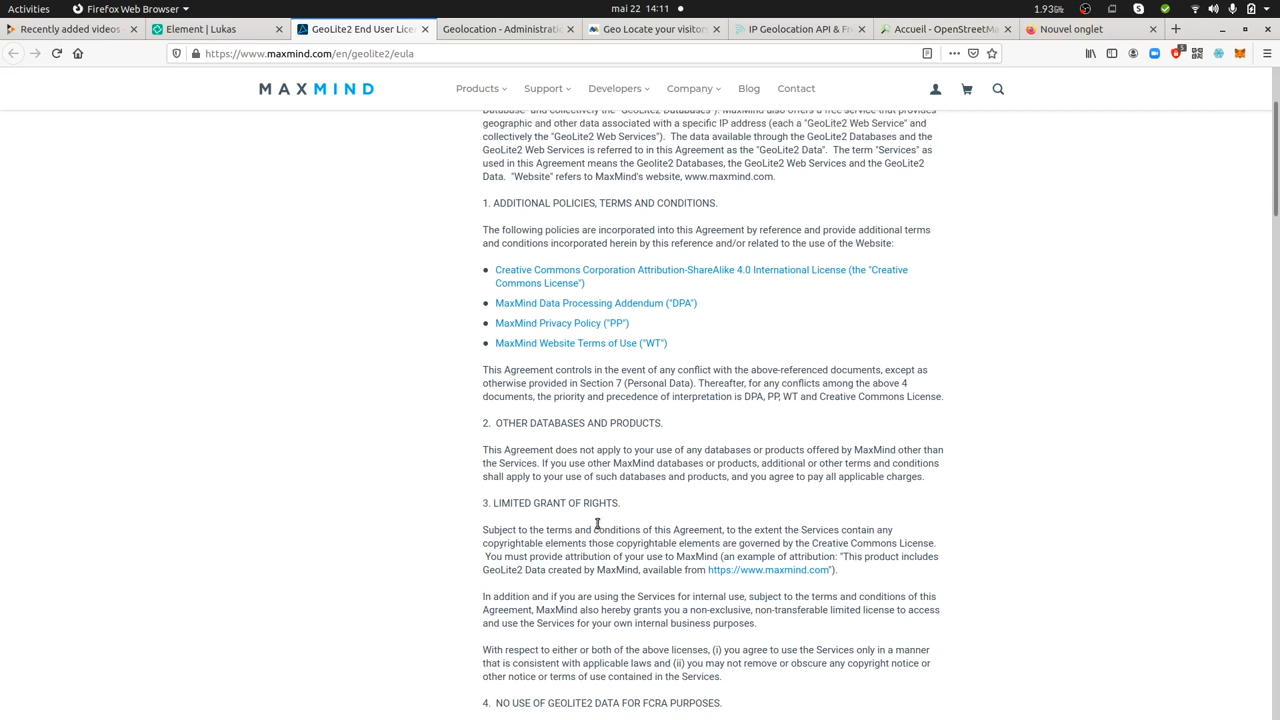 Activities
Firefox Web Browser
mai 22 14:11
1.93 GiB
Recently added videos
Element | Lukas
GeoLite2 End User Lice
Geolocation - Administratio
Geo Locate your visitors
IP Geolocation API & Fr
Accueil - OpenStreetMa
Nouvel onglet
https://www.maxmind.com/en/geolite2/eula
MAXMIND
Products
Support
Developers
Company
Blog
Contact
Database" and collectively the "GeoLite2 Databases"). MaxMind also offers a free service that provides
geographic and other data associated with a specific IP address (each a "GeoLite2 Web Service" and
collectively the "GeoLite2 Web Services"). The data available through the GeoLite2 Databases and the
GeoLite2 Web Services is referred to in this Agreement as the "GeoLite2 Data". The term "Services" as
used in this Agreement means the Geolite2 Databases, the GeoLite2 Web Services and the GeoLite2
Data. "Website" refers to MaxMind's website, www.maxmind.com.
1. ADDITIONAL POLICIES, TERMS AND CONDITIONS.
The following policies are incorporated into this Agreement by reference and provide additional terms
and conditions incorporated herein by this reference and/or related to the use of the Website:
Creative Commons Corporation Attribution-ShareAlike 4.0 International License (the "Creative
Commons License")
MaxMind Data Processing Addendum ("DPA")
MaxMind Privacy Policy ("PP")
MaxMind Website Terms of Use ("WT")
This Agreement controls in the event of any conflict with the above-referenced documents, except as
otherwise provided in Section 7 (Personal Data). Thereafter, for any conflicts among the above 4
documents, the priority and precedence of interpretation is DPA, PP, WT and Creative Commons License.
2. OTHER DATABASES AND PRODUCTS.
This Agreement does not apply to your use of any databases or products offered by MaxMind other than
the Services. If you use other MaxMind databases or products, additional or other terms and conditions
shall apply to your use of such databases and products, and you agree to pay all applicable charges.
3. LIMITED GRANT OF RIGHTS.
Subject to the terms and conditions of this Agreement, to the extent the Services contain any
copyrightable elements those copyrightable elements are governed by the Creative Commons License.
You must provide attribution of your use to MaxMind (an example of attribution: "This product includes
GeoLite2 Data created by MaxMind, available from https://www.maxmind.com").
In addition and if you are using the Services for internal use, subject to the terms and conditions of this
Agreement, MaxMind also hereby grants you a non-exclusive, non-transferable limited license to access
and use the Services for your own internal business purposes.
With respect to either or both of the above licenses, (i) you agree to use the Services only in a manner
that is consistent with applicable laws and (ii) you may not remove or obscure any copyright notice or
other notice or terms of use contained in the Services.
4. NO USE OF GEOLITE2 DATA FOR FCRA PURPOSES.